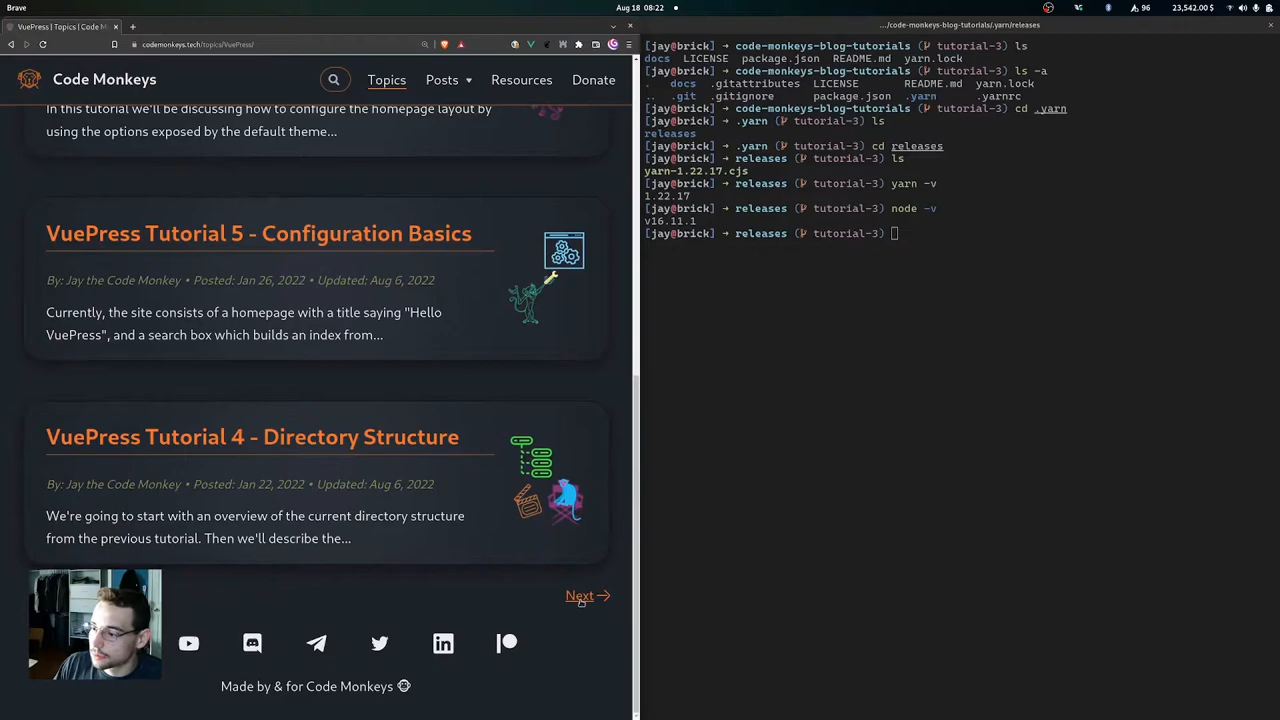 Brave
Aug 18 08:22
96
23,542.00 $
VuePress | Topics | Code M
codemonkeys.tech/topics/VuePress/
Code Monkeys
Topics
Posts
Resources
Donate
In this tutorial we'll be discussing how to configure the homepage layout by
using the options exposed by the default theme...
VuePress Tutorial 5 - Configuration Basics
By: Jay the Code Monkey • Posted: Jan 26, 2022 • Updated: Aug 6, 2022
Currently, the site consists of a homepage with a title saying "Hello
VuePress", and a search box which builds an index from...
VuePress Tutorial 4 - Directory Structure
By: Jay the Code Monkey • Posted: Jan 22, 2022 • Updated: Aug 6, 2022
We're going to start with an overview of the current directory structure
from the previous tutorial. Then we'll describe the...
Next
Made by & for Code Monkeys
.../code-monkeys-blog-tutorials/.yarn/releases
[jay@brick] → code-monkeys-blog-tutorials ( tutorial-3) ls
docs LICENSE package.json README.md yarn.lock
[jay@brick] → code-monkeys-blog-tutorials ( tutorial-3) ls -a
. docs .gitattributes LICENSE README.md yarn.lock
.. .git .gitignore package.json .yarn .yarnrc
[jay@brick] → code-monkeys-blog-tutorials ( tutorial-3) cd .yarn
[jay@brick] → .yarn ( tutorial-3) ls
releases
[jay@brick] → .yarn ( tutorial-3) cd releases
[jay@brick] → releases ( tutorial-3) ls
yarn-1.22.17.cjs
[jay@brick] → releases ( tutorial-3) yarn -v
1.22.17
[jay@brick] → releases ( tutorial-3) node -v
v16.11.1
[jay@brick] → releases ( tutorial-3)